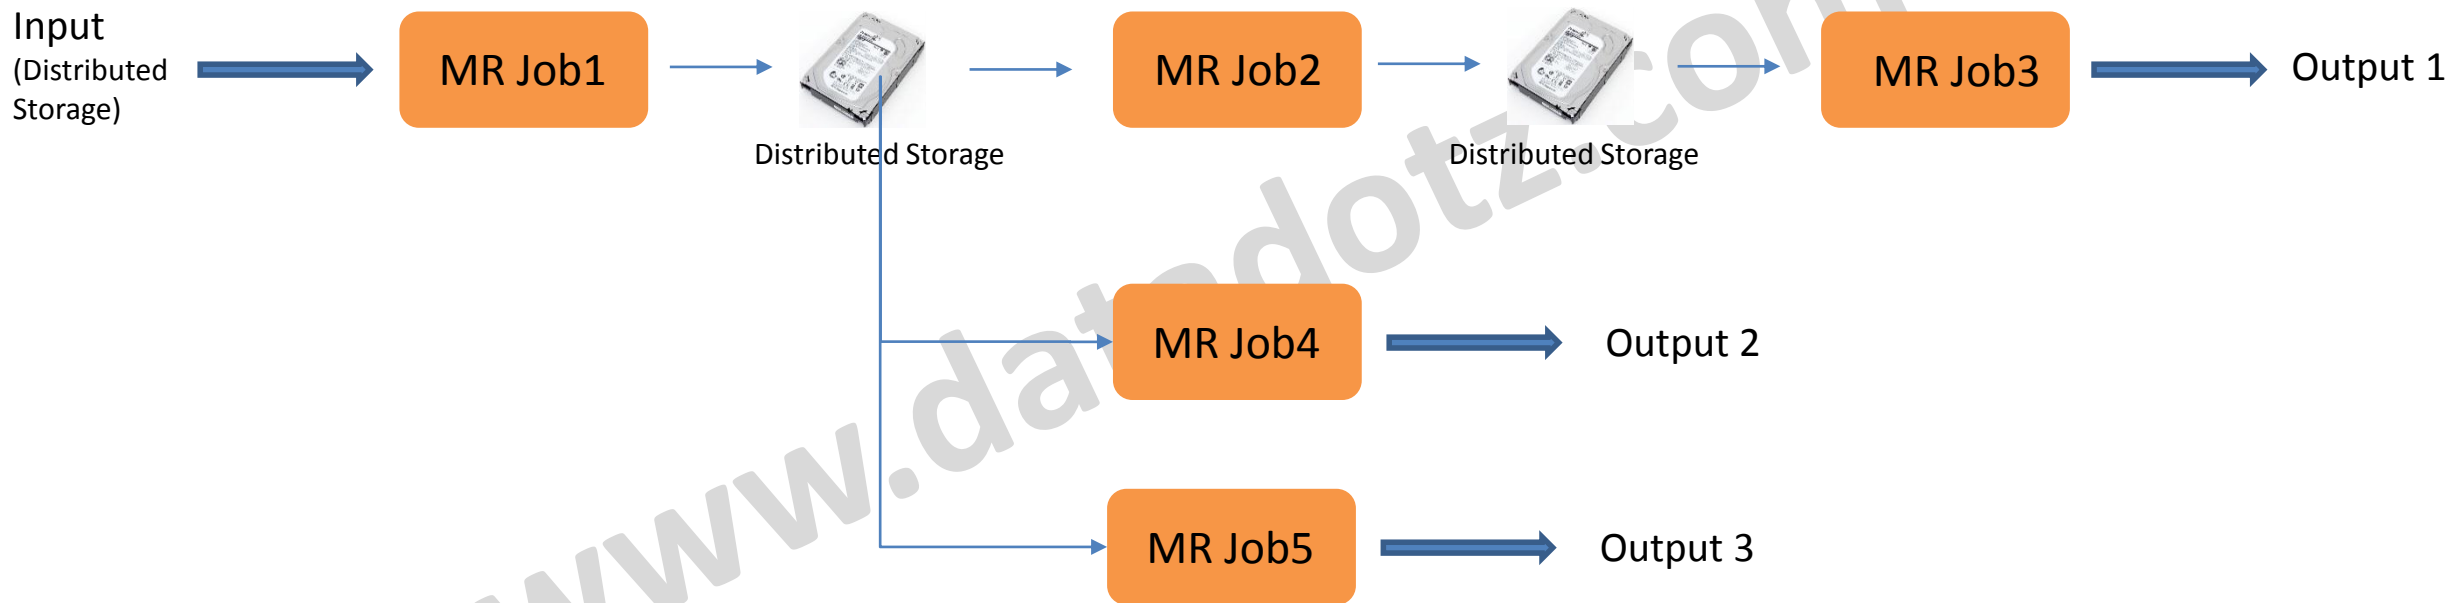 Input
(Distributed
Storage)
MR Job1
MR Job2
MR Job3
Output 1
Distributed Storage
Distributed Storage
MR Job4
Output 2
MR Job5
Output 3
www.datadotz.com